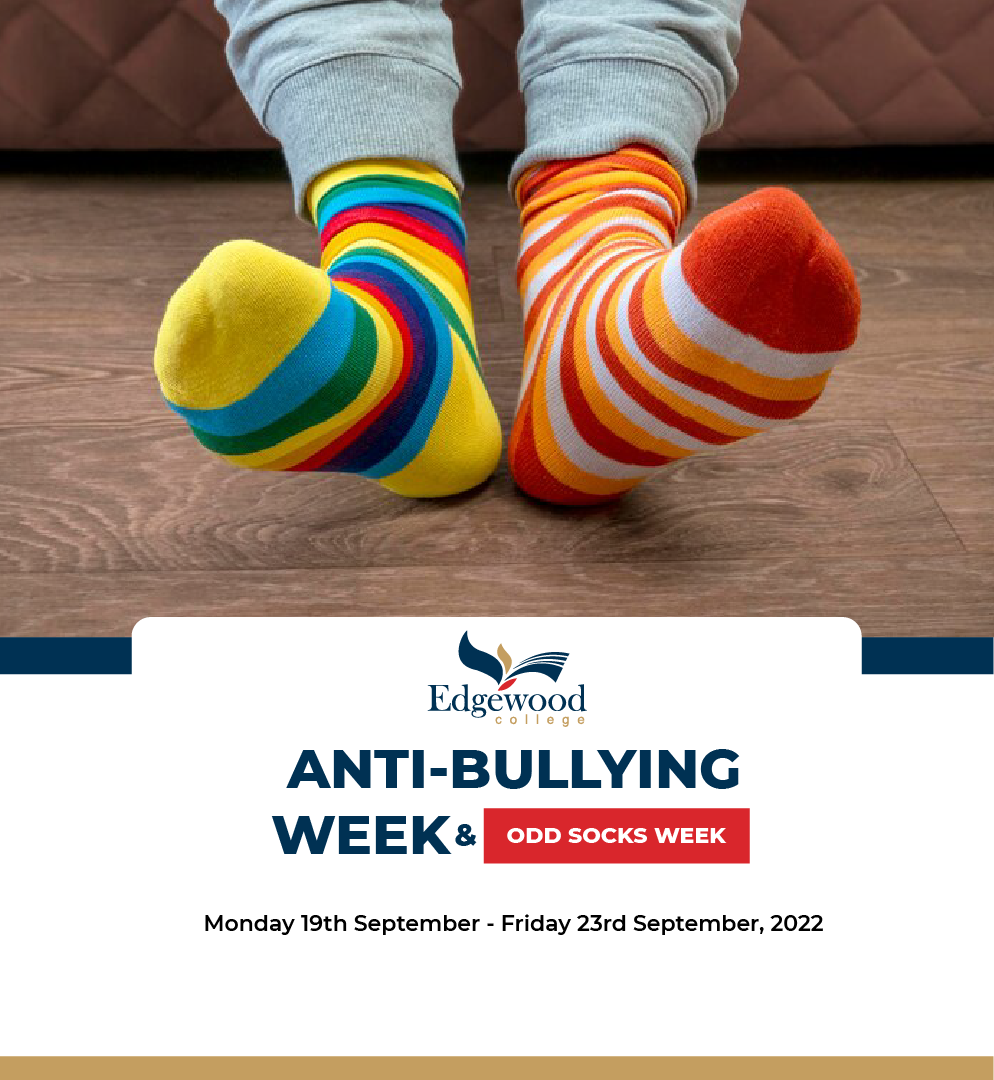 Edgewood
college
ANTI-BULLYING
WEEK & ODD SOCKS WEEK
Monday 19th September - Friday 23rd September, 2022